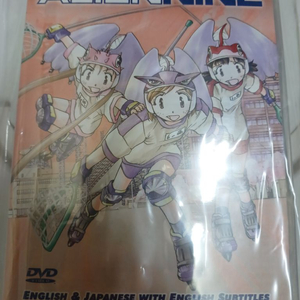 ALIEN NINE
DVD
ENGLISH & JAPANESE WITH ENGLISH SUBTITLES